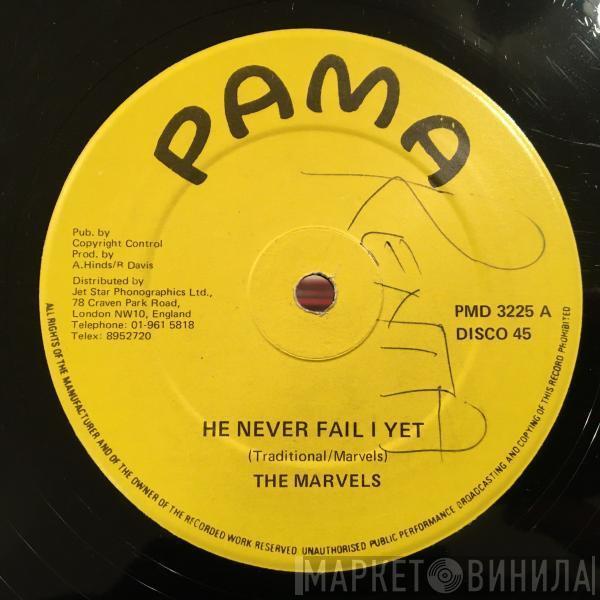 PAMA
Pub. by
Copyright Control
Prod. by
A.Hinds/R Davis
Distributed by
Jet Star Phonographics Ltd.,
78 Craven Park Road,
London NW10, England
Telephone: 01-961 5818
Telex: 8952720
PMD 3225 A
DISCO 45
HE NEVER FAIL I YET
(Traditional/Marvels)
THE MARVELS
ALL RIGHTS OF THE MANUFACTURER AND OF THE OWNER OF THE RECORDED WORK RESERVED. UNAUTHORISED PUBLIC PERFORMANCE BROADCASTING AND COPYING OF THIS RECORD PROHIBITED
МАРКЕТ ВИНИЛА